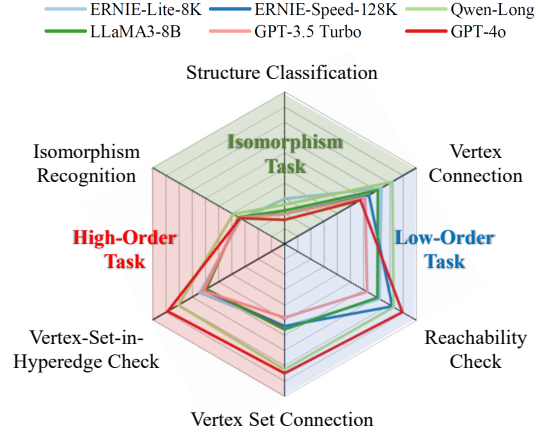 ERNIE-Lite-8K ERNIE-Speed-128K Qwen-Long
LLaMA3-8B GPT-3.5 Turbo GPT-4o
Structure Classification
Isomorphism
Task
Isomorphism
Recognition
Vertex
Connection
High-Order
Task
Low-Order
Task
Vertex-Set-in-
Hyperedge Check
Reachability
Check
Vertex Set Connection